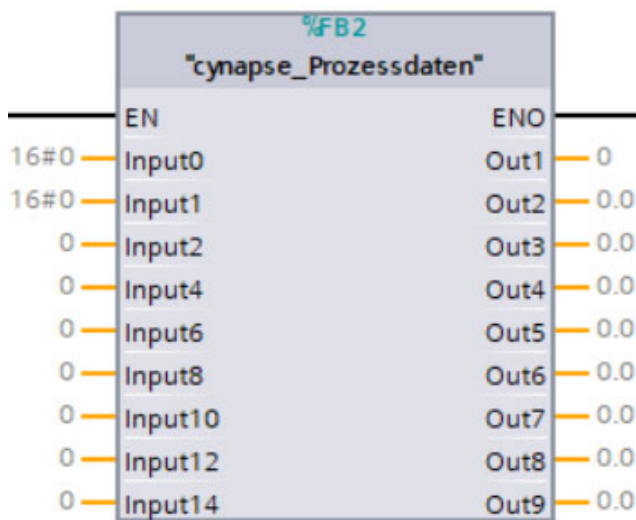 %FB2
"cynapse_Prozessdaten"
EN ENO
16#0 Input0 Out1 0
16#0 Input1 Out2 0.0
0 Input2 Out3 0.0
0 Input4 Out4 0.0
0 Input6 Out5 0.0
0 Input8 Out6 0.0
0 Input10 Out7 0.0
0 Input12 Out8 0.0
0 Input14 Out9 0.0